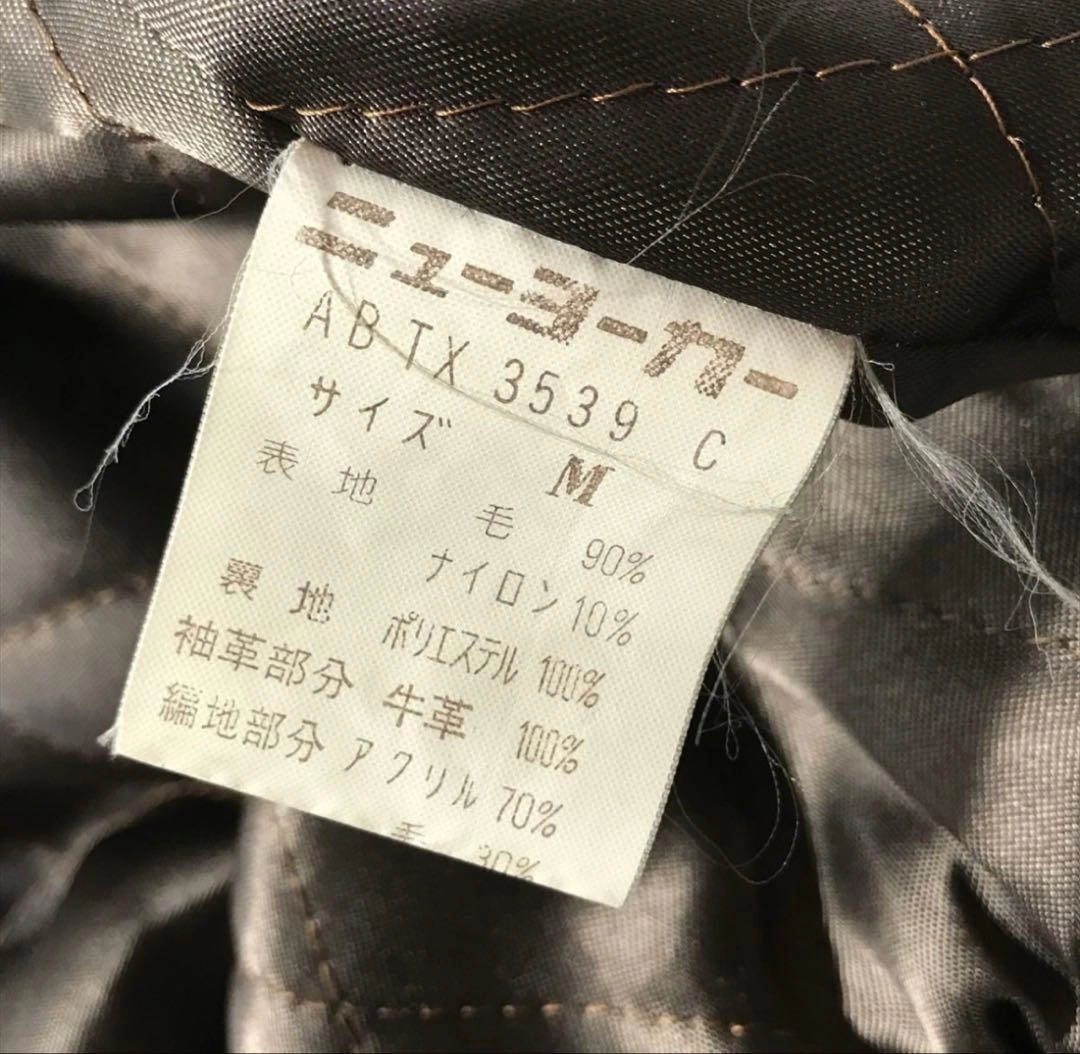 ニューヨーカー
ABTX 3539 C
サイズ M
表地 毛 90%
ナイロン 10%
裏地 ポリエステル 100%
袖革部分 牛革 100%
編地部分 アクリル 70%
毛 30%